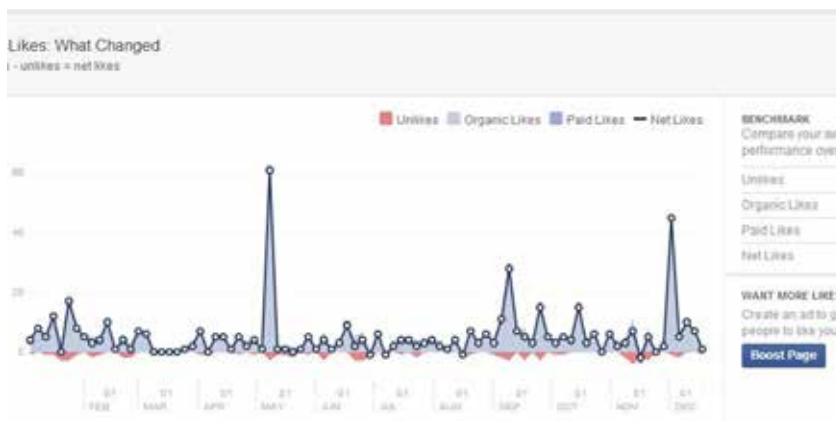 Likes: What Changed
- unlikes = net likes
Unlikes Organic Likes Paid Likes Net Likes
60
40
20
0
01 01 01 01 01 01 01 01 01 01 01
FEB MAR APR MAY JUN JUL AUG SEP OCT NOV DEC
BENCHMARK
Compare your
performance over
Unlikes
Organic Likes
Paid Likes
Net Likes
WANT MORE LIKE
Create an ad to g
people to like you
Boost Page